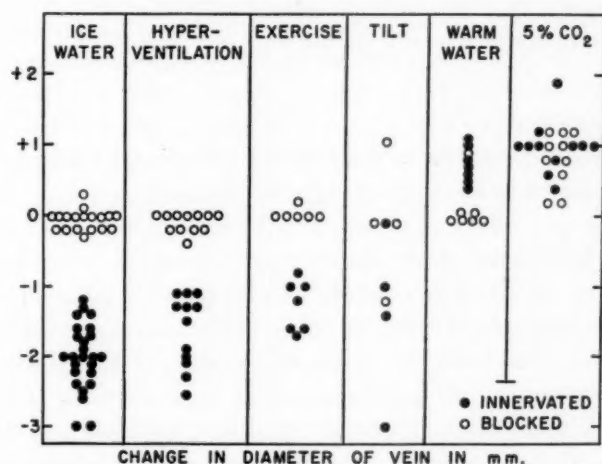 ICE WATER
HYPER-VENTILATION
EXERCISE
TILT
WARM WATER
5% CO₂
+2
+1
0
-1
-2
-3
● INNERVATED
○ BLOCKED
CHANGE IN DIAMETER OF VEIN IN mm.